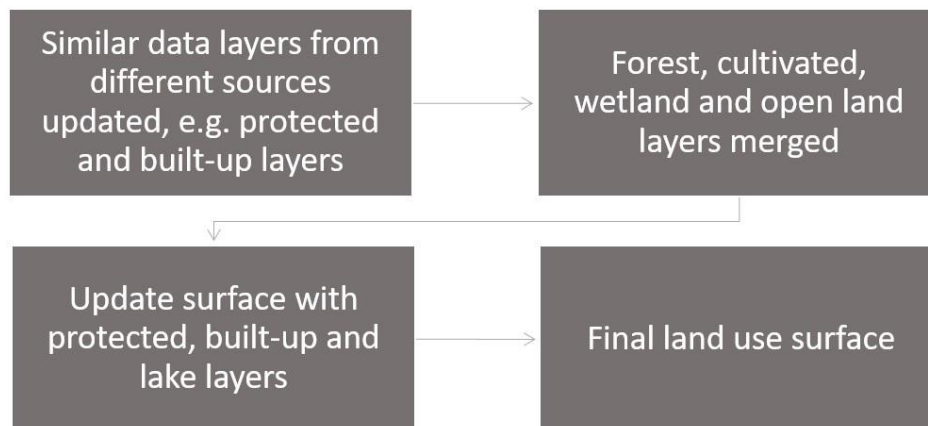 Similar data layers from
different sources
updated, e.g. protected
and built-up layers
Forest, cultivated,
wetland and open land
layers merged
Update surface with
protected, built-up and
lake layers
Final land use surface